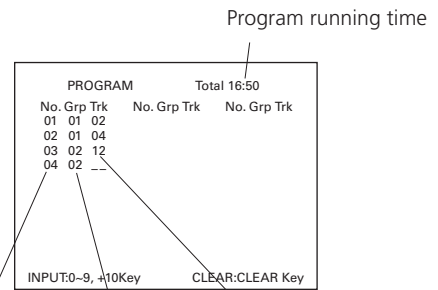 Program running time
PROGRAM Total 16:50
No. Grp Trk No. Grp Trk No. Grp Trk
01 01 02
02 01 04
03 02 12
04 02 _ _
INPUT:0~9, +10Key CLEAR:CLEAR Key